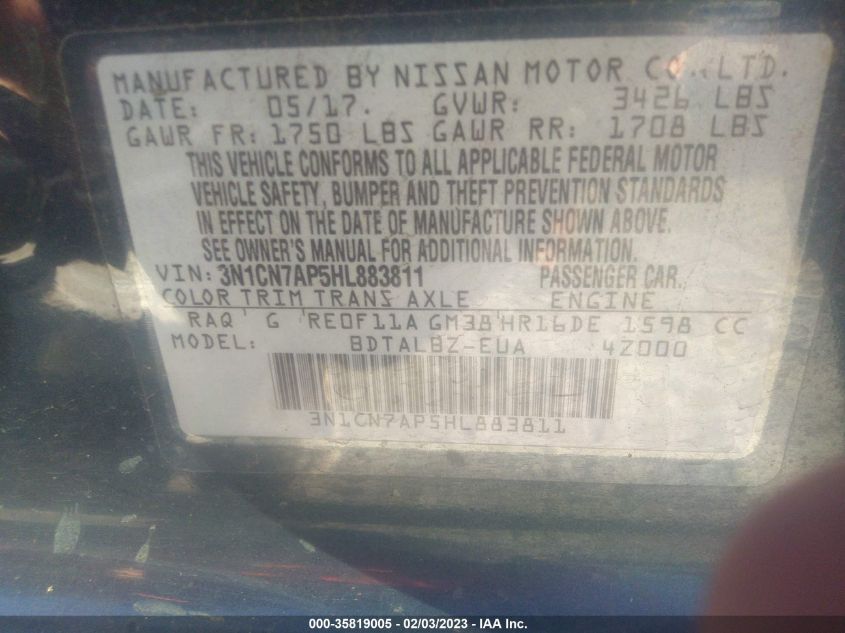 MANUFACTURED BY NISSAN MOTOR CO., LTD.
DATE: 05/17. GVWR: 3426 LBS
GAWR FR: 1750 LBS GAWR RR: 1708 LBS
THIS VEHICLE CONFORMS TO ALL APPLICABLE FEDERAL MOTOR
VEHICLE SAFETY, BUMPER AND THEFT PREVENTION STANDARDS
IN EFFECT ON THE DATE OF MANUFACTURE SHOWN ABOVE.
SEE OWNER'S MANUAL FOR ADDITIONAL INFORMATION.
VIN: 3N1CN7AP5HL883811 PASSENGER CAR.
COLOR TRIM TRANS AXLE ENGINE
RAQ G RE0F11A GM38 HR16DE 1598 CC
MODEL: BDTALBZ-EUA 4Z000
3N1CN7AP5HL883811
000-35819005 - 02/03/2023 - IAA Inc.